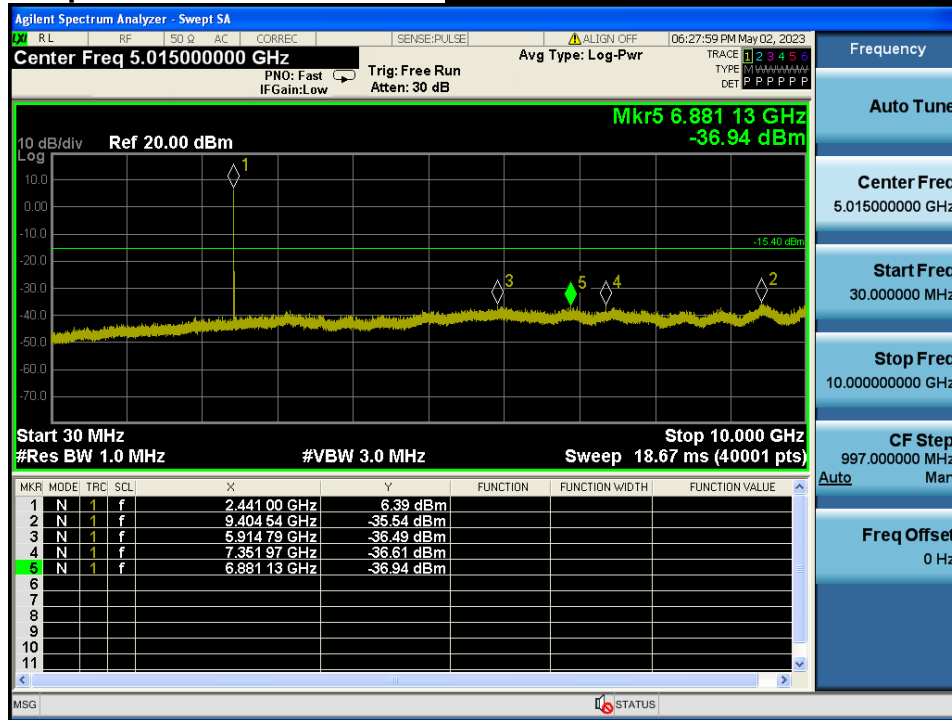 Agilent Spectrum Analyzer - Swept SA
LXI RL RF 50 Ω AC CORREC SENSE:PULSE ALIGN OFF 06:27:59 PM May 02, 2023
Center Freq 5.015000000 GHz
PNO: Fast
IFGain:Low
Trig: Free Run
Atten: 30 dB
Avg Type: Log-Pwr
TRACE 1 2 3 4 5 6
TYPE M WWWWW
DET P P P P P P
Mkr5 6.881 13 GHz
-36.94 dBm
10 dB/div Ref 20.00 dBm
Log
10.0
0.00
-10.0
-20.0
-30.0
-40.0
-50.0
-60.0
-70.0
1
-15.40 dBm
3
5
4
2
Start 30 MHz Stop 10.000 GHz
#Res BW 1.0 MHz #VBW 3.0 MHz Sweep 18.67 ms (40001 pts)
MKR MODE TRC SCL X Y FUNCTION FUNCTION WIDTH FUNCTION VALUE
1 N 1 f 2.441 00 GHz 6.39 dBm
2 N 1 f 9.404 54 GHz -35.54 dBm
3 N 1 f 5.914 79 GHz -36.49 dBm
4 N 1 f 7.351 97 GHz -36.61 dBm
5 N 1 f 6.881 13 GHz -36.94 dBm
6
7
8
9
10
11
MSG STATUS
Frequency
Auto Tune
Center Freq
5.015000000 GHz
Start Freq
30.000000 MHz
Stop Freq
10.000000000 GHz
CF Step
997.000000 MHz
Auto Man
Freq Offset
0 Hz